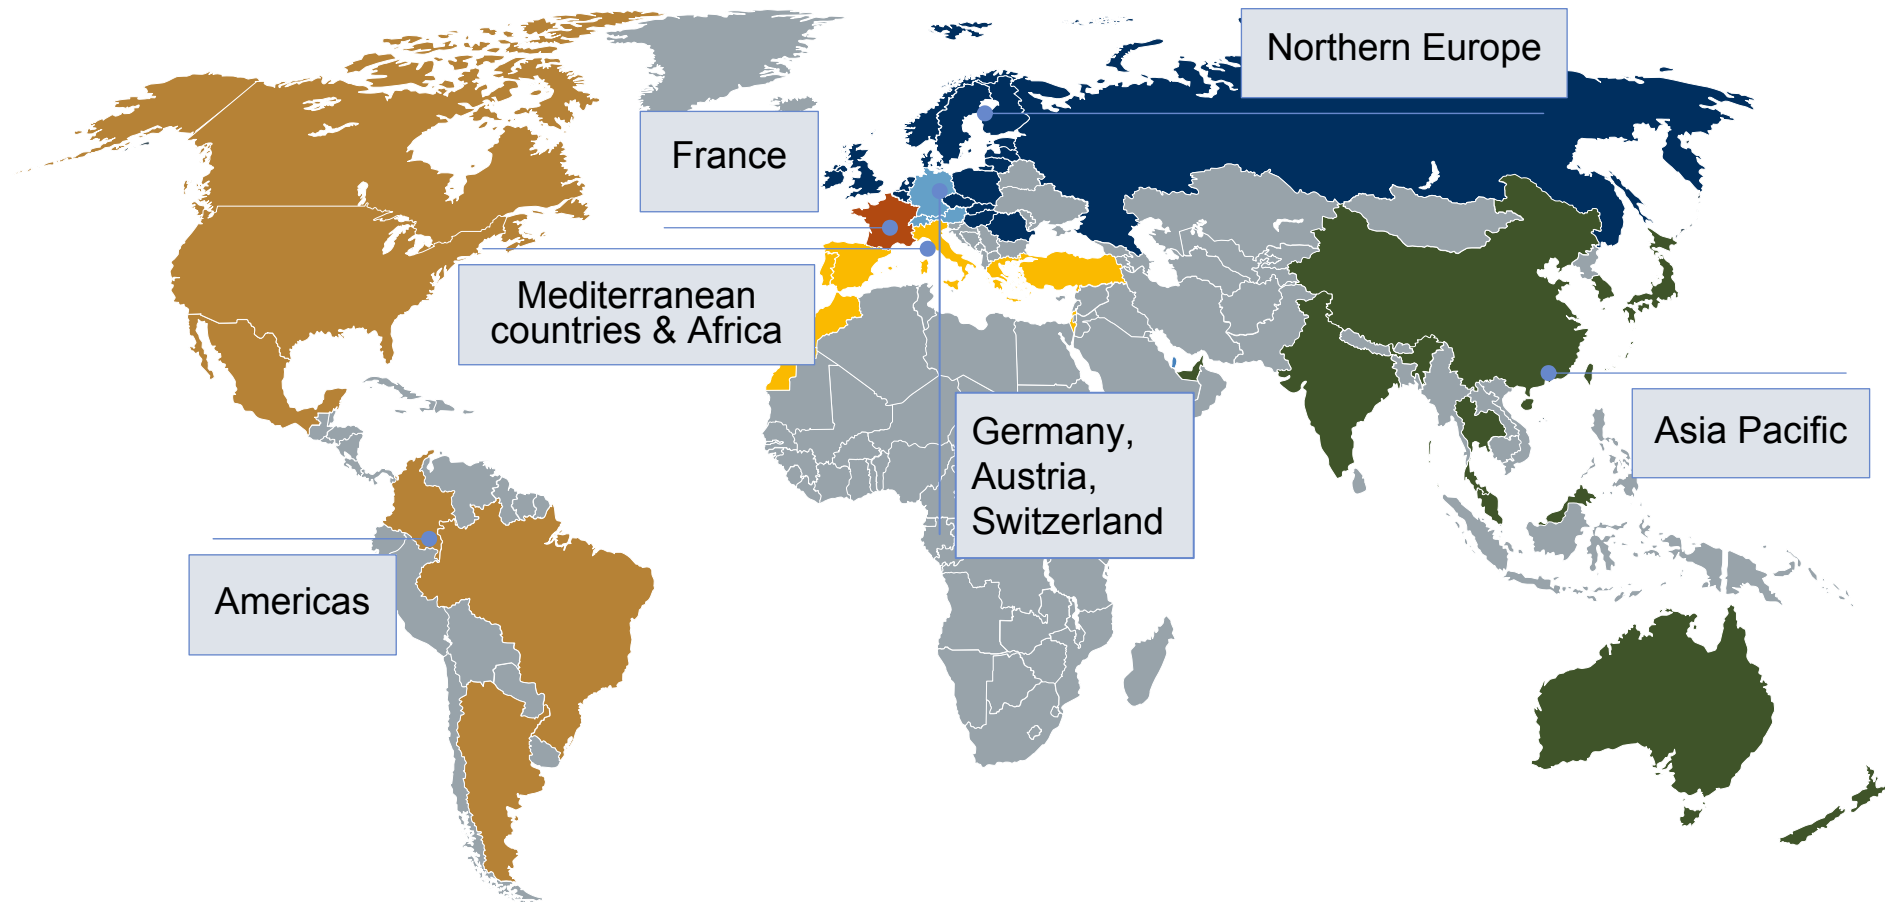 Northern Europe
France
Mediterranean
countries & Africa
Germany,
Austria,
Switzerland
Asia Pacific
Americas